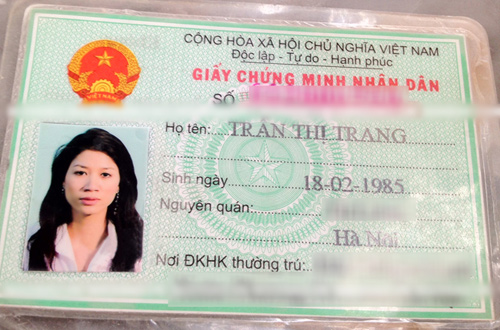 CỘNG HÒA XÃ HỘI CHỦ NGHĨA VIỆT NAM
Độc lập - Tự do - Hạnh phúc
GIẤY CHỨNG MINH NHÂN DÂN
SỐ
Họ tên: TRẦN THỊ TRANG
Sinh ngày 18-02-1985
Nguyên quán:
Hà Nội
Nơi ĐKHK thường trú: